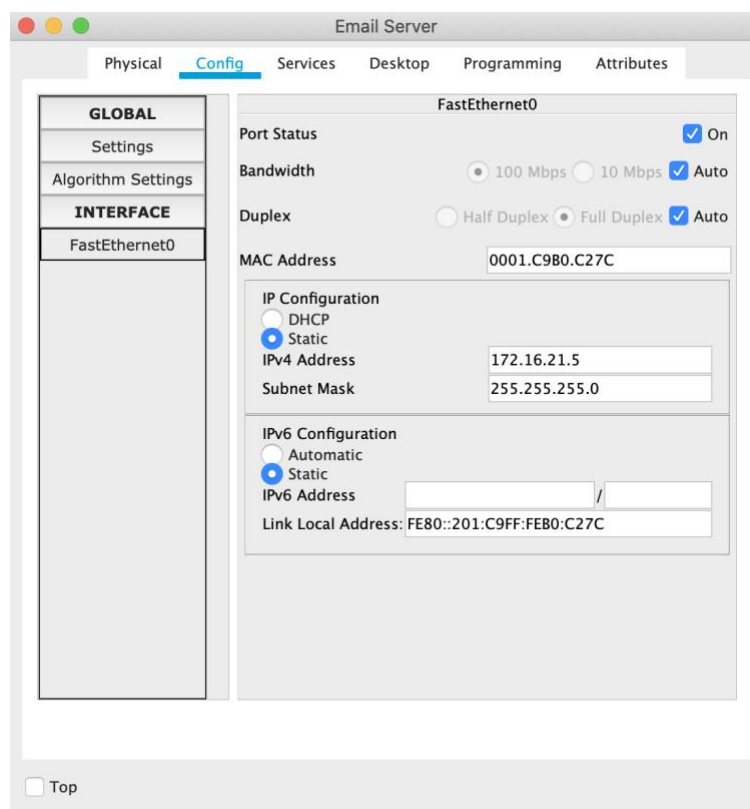 Email Server
Physical Config Services Desktop Programming Attributes
GLOBAL
Settings
Algorithm Settings
INTERFACE
FastEthernet0
FastEthernet0
Port Status On
Bandwidth 100 Mbps 10 Mbps Auto
Duplex Half Duplex Full Duplex Auto
MAC Address 0001.C9B0.C27C
IP Configuration
DHCP
Static
IPv4 Address 172.16.21.5
Subnet Mask 255.255.255.0
IPv6 Configuration
Automatic
Static
IPv6 Address /
Link Local Address: FE80::201:C9FF:FEB0:C27C
Top